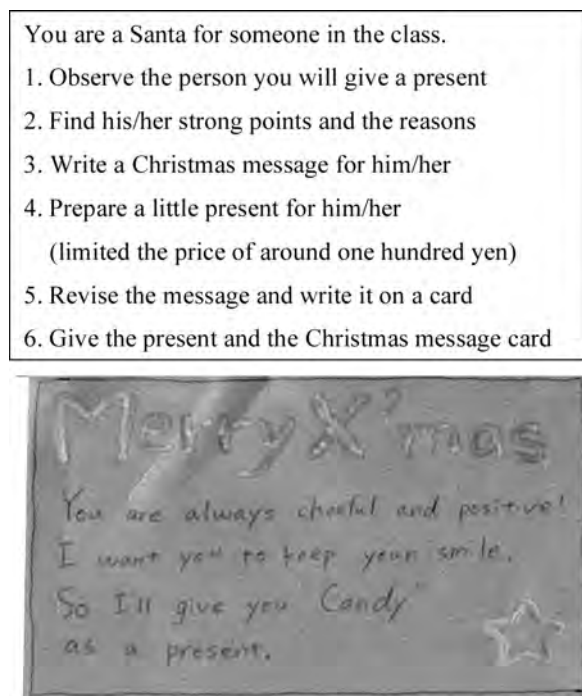 You are a Santa for someone in the class.
1. Observe the person you will give a present
2. Find his/her strong points and the reasons
3. Write a Christmas message for him/her
4. Prepare a little present for him/her
(limited the price of around one hundred yen)
5. Revise the message and write it on a card
6. Give the present and the Christmas message card
Merry X'mas
You are always cheeful and positive!
I want you to keep your smile.
So I'll give you "Candy"
as a present.